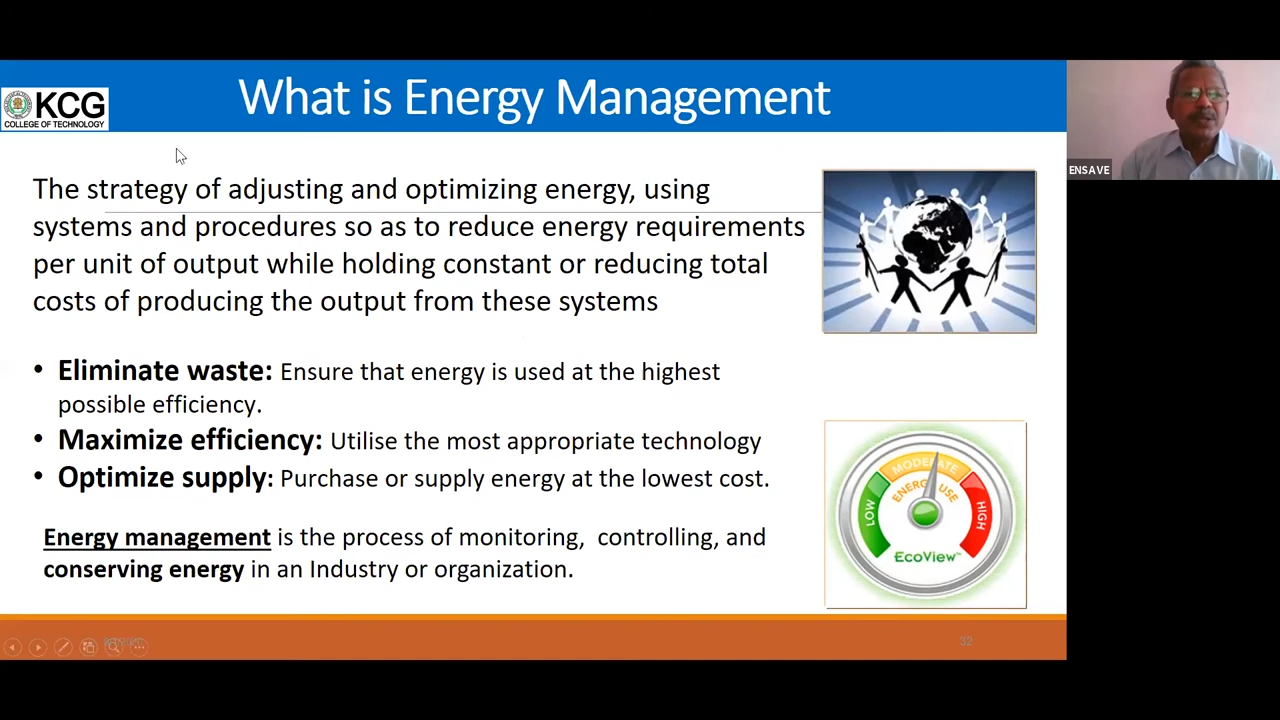 What is Energy Management
KCG
COLLEGE OF TECHNOLOGY
ENSAVE
The strategy of adjusting and optimizing energy, using
systems and procedures so as to reduce energy requirements
per unit of output while holding constant or reducing total
costs of producing the output from these systems
• Eliminate waste: Ensure that energy is used at the highest
possible efficiency.
• Maximize efficiency: Utilise the most appropriate technology
• Optimize supply: Purchase or supply energy at the lowest cost.
Energy management is the process of monitoring,  controlling, and
conserving energy in an Industry or organization.
MODERATE
ENERGY USE
LOW
HIGH
EcoView™
32